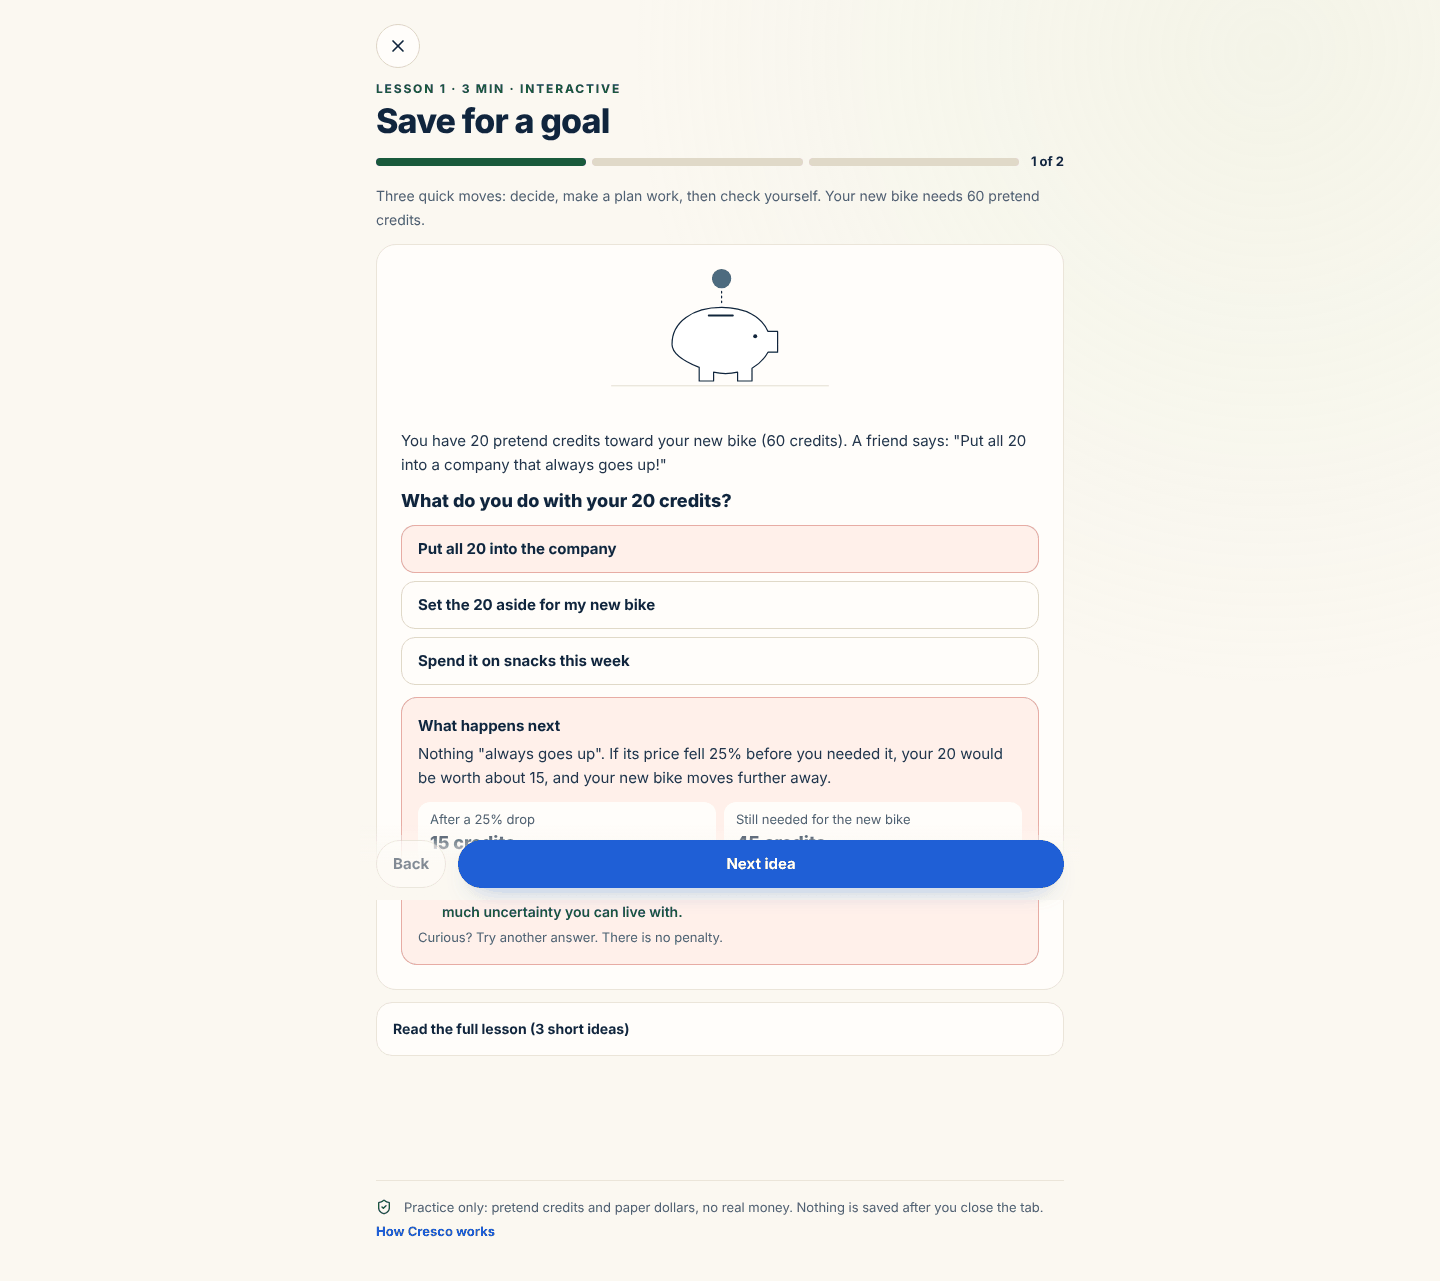 LESSON 1 · 3 MIN · INTERACTIVE
Save for a goal
1 of 2
Three quick moves: decide, make a plan work, then check yourself. Your new bike needs 60 pretend
credits.
You have 20 pretend credits toward your new bike (60 credits). A friend says: "Put all 20
into a company that always goes up!"
What do you do with your 20 credits?
Put all 20 into the company
Set the 20 aside for my new bike
Spend it on snacks this week
What happens next
Nothing "always goes up". If its price fell 25% before you needed it, your 20 would
be worth about 15, and your new bike moves further away.
After a 25% drop
15 credits
Still needed for the new bike
45 credits
Back
Next idea
much uncertainty you can live with.
Curious? Try another answer. There is no penalty.
Read the full lesson (3 short ideas)
Practice only: pretend credits and paper dollars, no real money. Nothing is saved after you close the tab.
How Cresco works